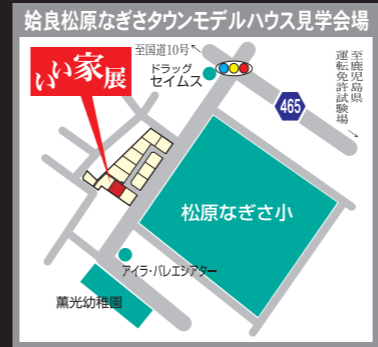 姶良松原なぎさタウンモデルハウス見学会場
至国道10号
ドラッグ
セイムス
いい家展
465
至鹿児島県
運転免許試験場
松原なぎさ小
アイラ・バレエシアター
薫光幼稚園